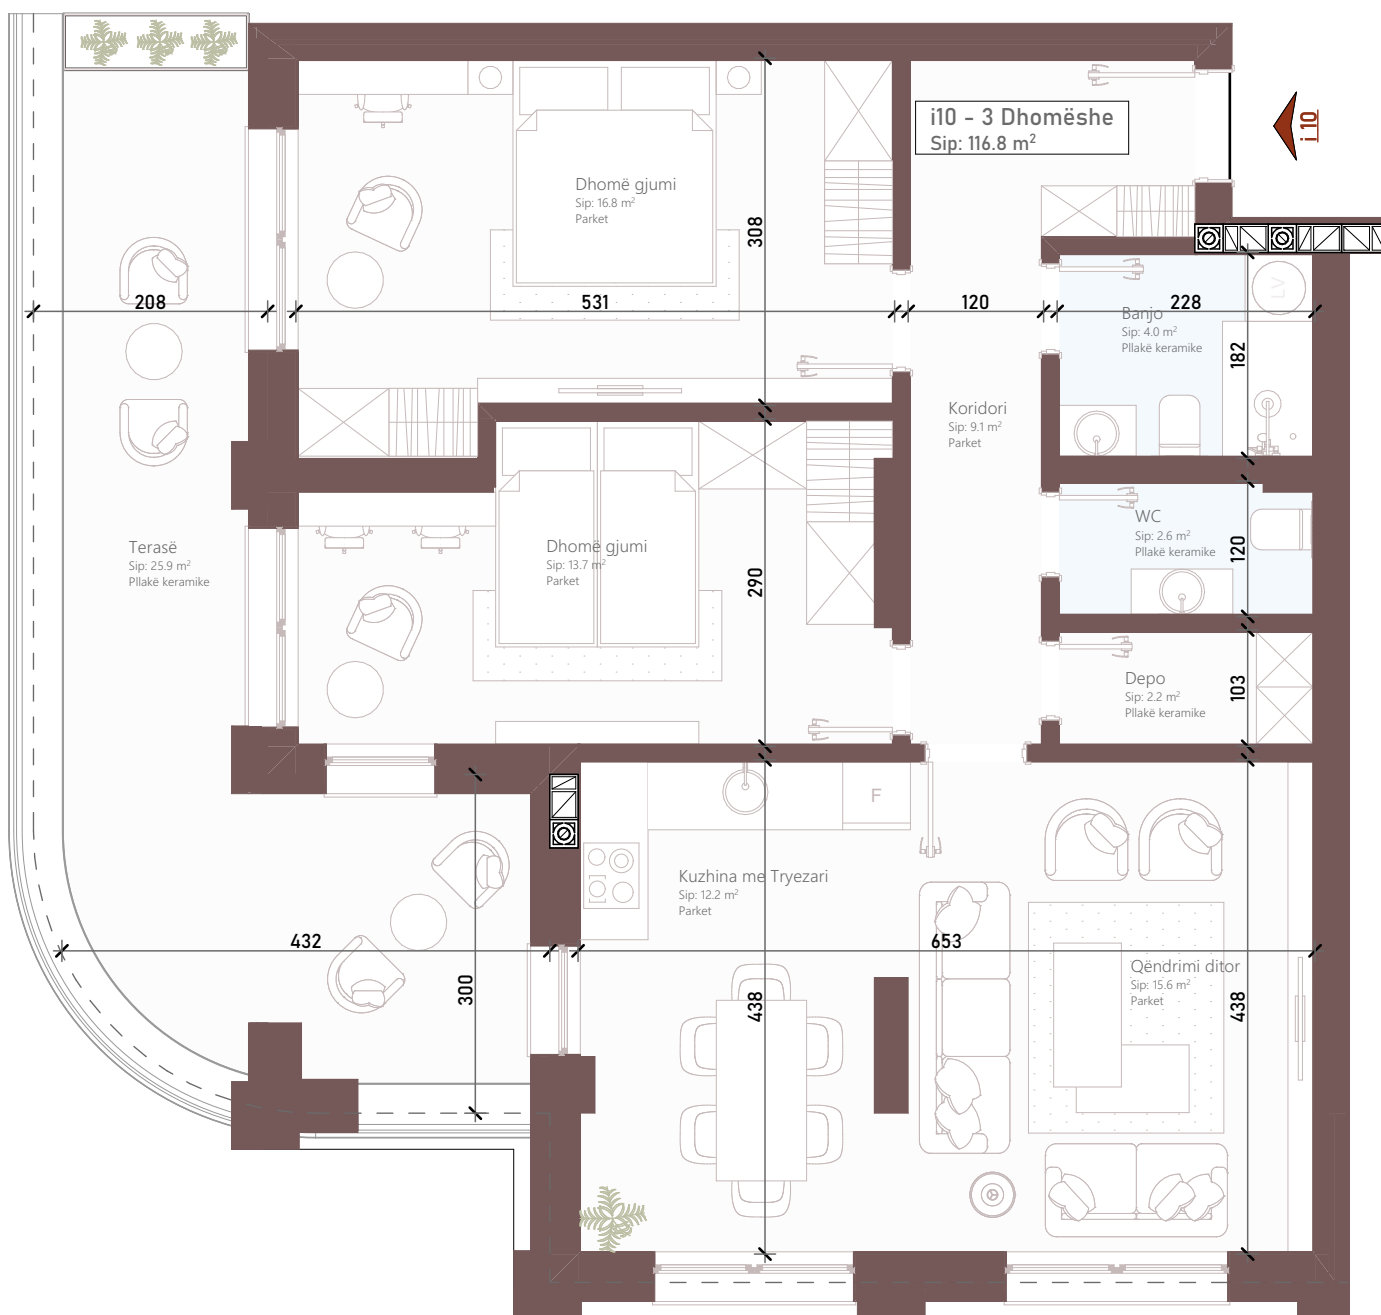 i10 - 3 Dhomëshe
Sip: 116.8 m²
i 10
Dhomë gjumi
Sip: 16.8 m²
Parket
308
208
531
120
228
LV
Banjo
Sip: 4.0 m²
Pllakë keramike
182
Koridori
Sip: 9.1 m²
Parket
WC
Sip: 2.6 m²
Pllakë keramike
120
Terasë
Sip: 25.9 m²
Pllakë keramike
Dhomë gjumi
Sip: 13.7 m²
Parket
290
Depo
Sip: 2.2 m²
Pllakë keramike
103
F
Kuzhina me Tryezari
Sip: 12.2 m²
Parket
432
653
300
438
Qëndrimi ditor
Sip: 15.6 m²
Parket
438